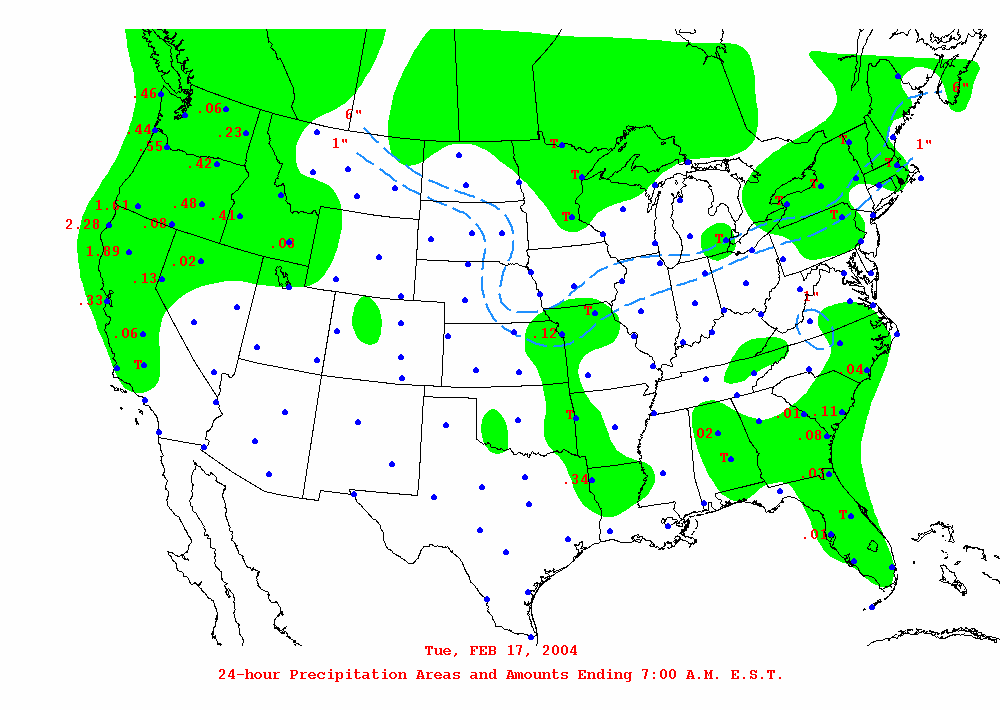 6"
.46
.06
.44
.23
1"
T
1"
T
.55
.42
T
T
T
6"
1.61
.48
T
T
.41
T
2.28
.08
T
.03
1.89
.02
.13
.33
1"
T
.06
.12
T
.04
T
.01
.11
.02
.08
T
.34
.03
T
.01
Tue, FEB 17, 2004
24-hour Precipitation Areas and Amounts Ending 7:00 A.M. E.S.T.